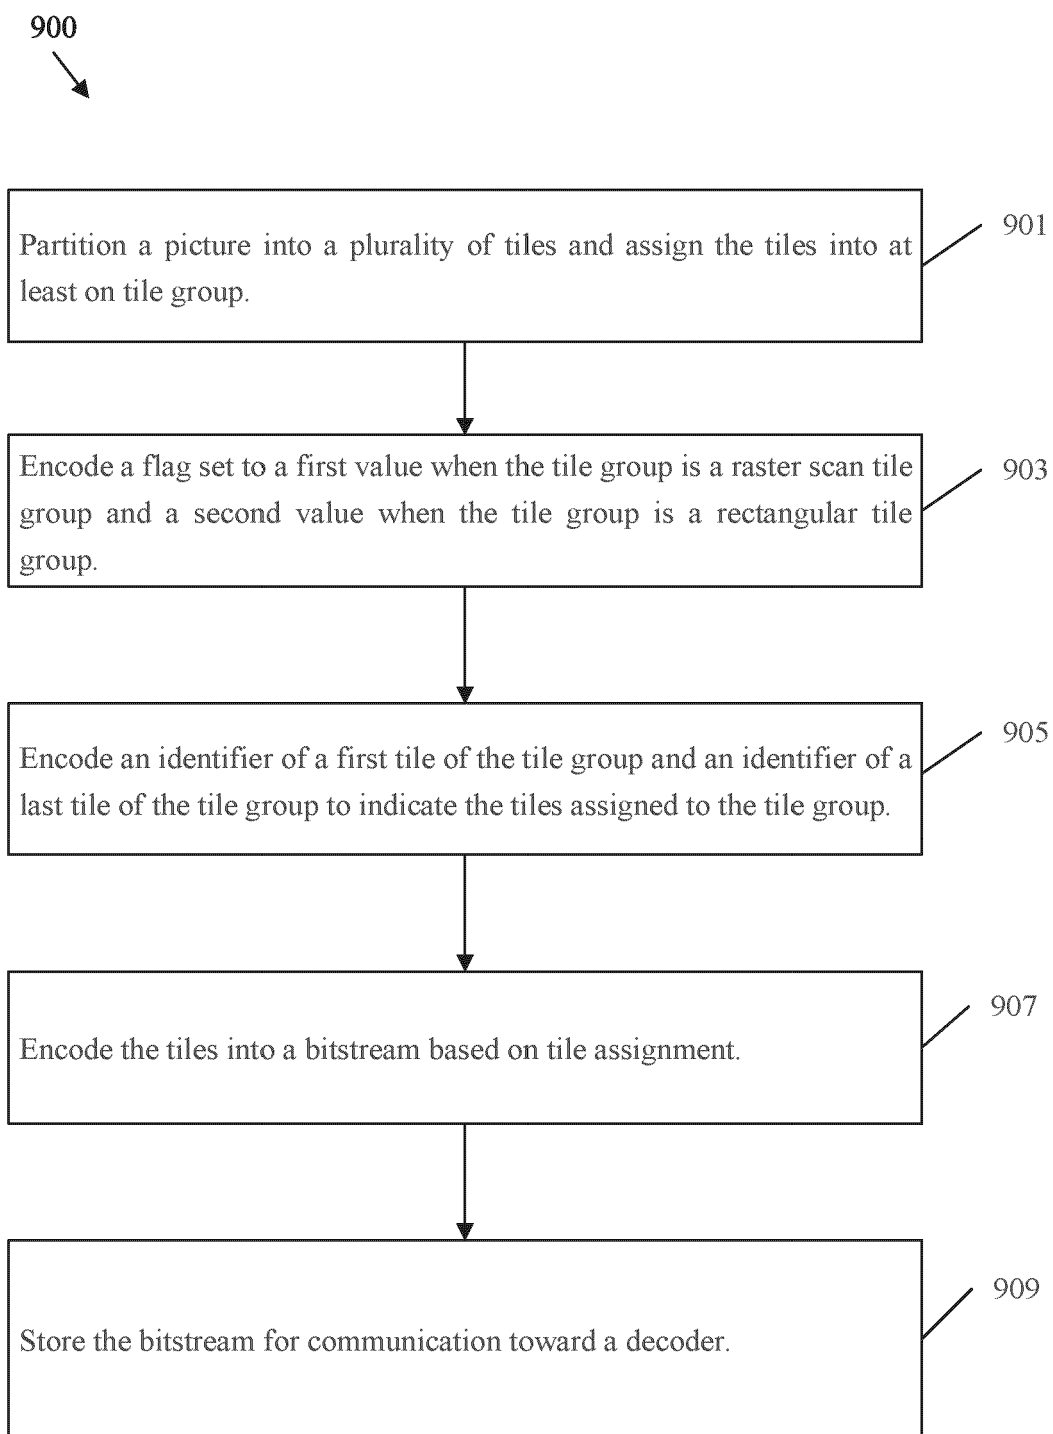 900
Partition a picture into a plurality of tiles and assign the tiles into at
least on tile group.
901
Encode a flag set to a first value when the tile group is a raster scan tile
group and a second value when the tile group is a rectangular tile
group.
903
Encode an identifier of a first tile of the tile group and an identifier of a
last tile of the tile group to indicate the tiles assigned to the tile group.
905
Encode the tiles into a bitstream based on tile assignment.
907
Store the bitstream for communication toward a decoder.
909